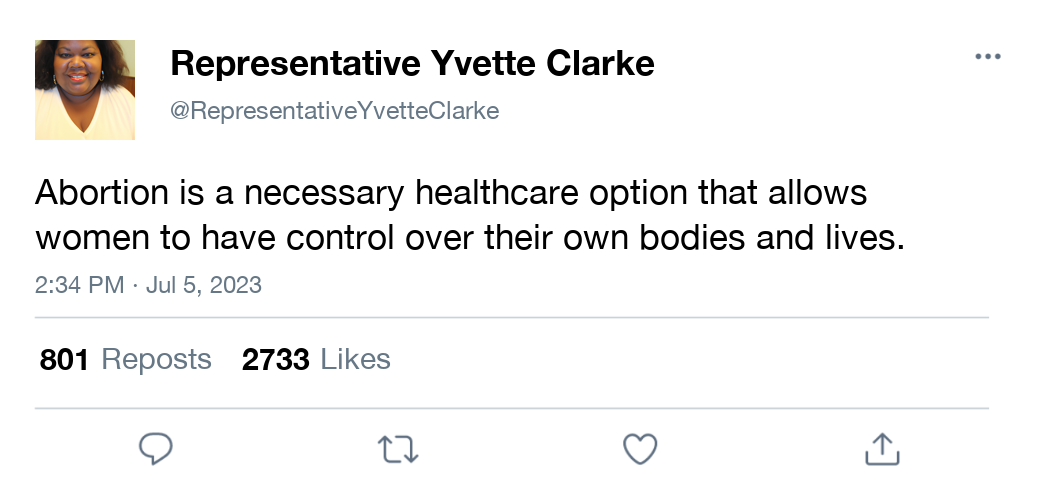 Representative Yvette Clarke
@RepresentativeYvetteClarke
Abortion is a necessary healthcare option that allows
women to have control over their own bodies and lives.
2:34 PM · Jul 5, 2023
801 Reposts 2733 Likes